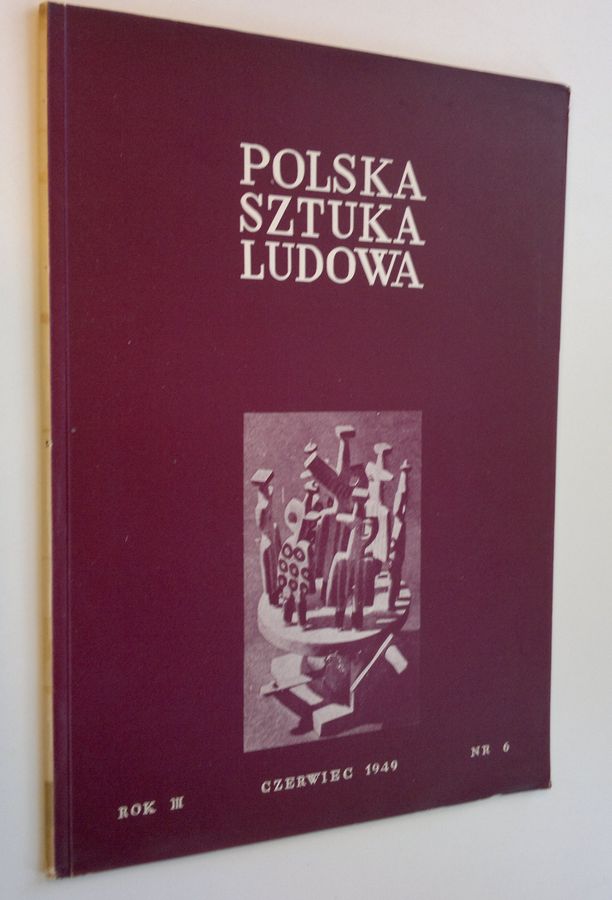 POLSKA
SZTUKA
LUDOWA
ROK III
CZERWIEC 1949
NR 6